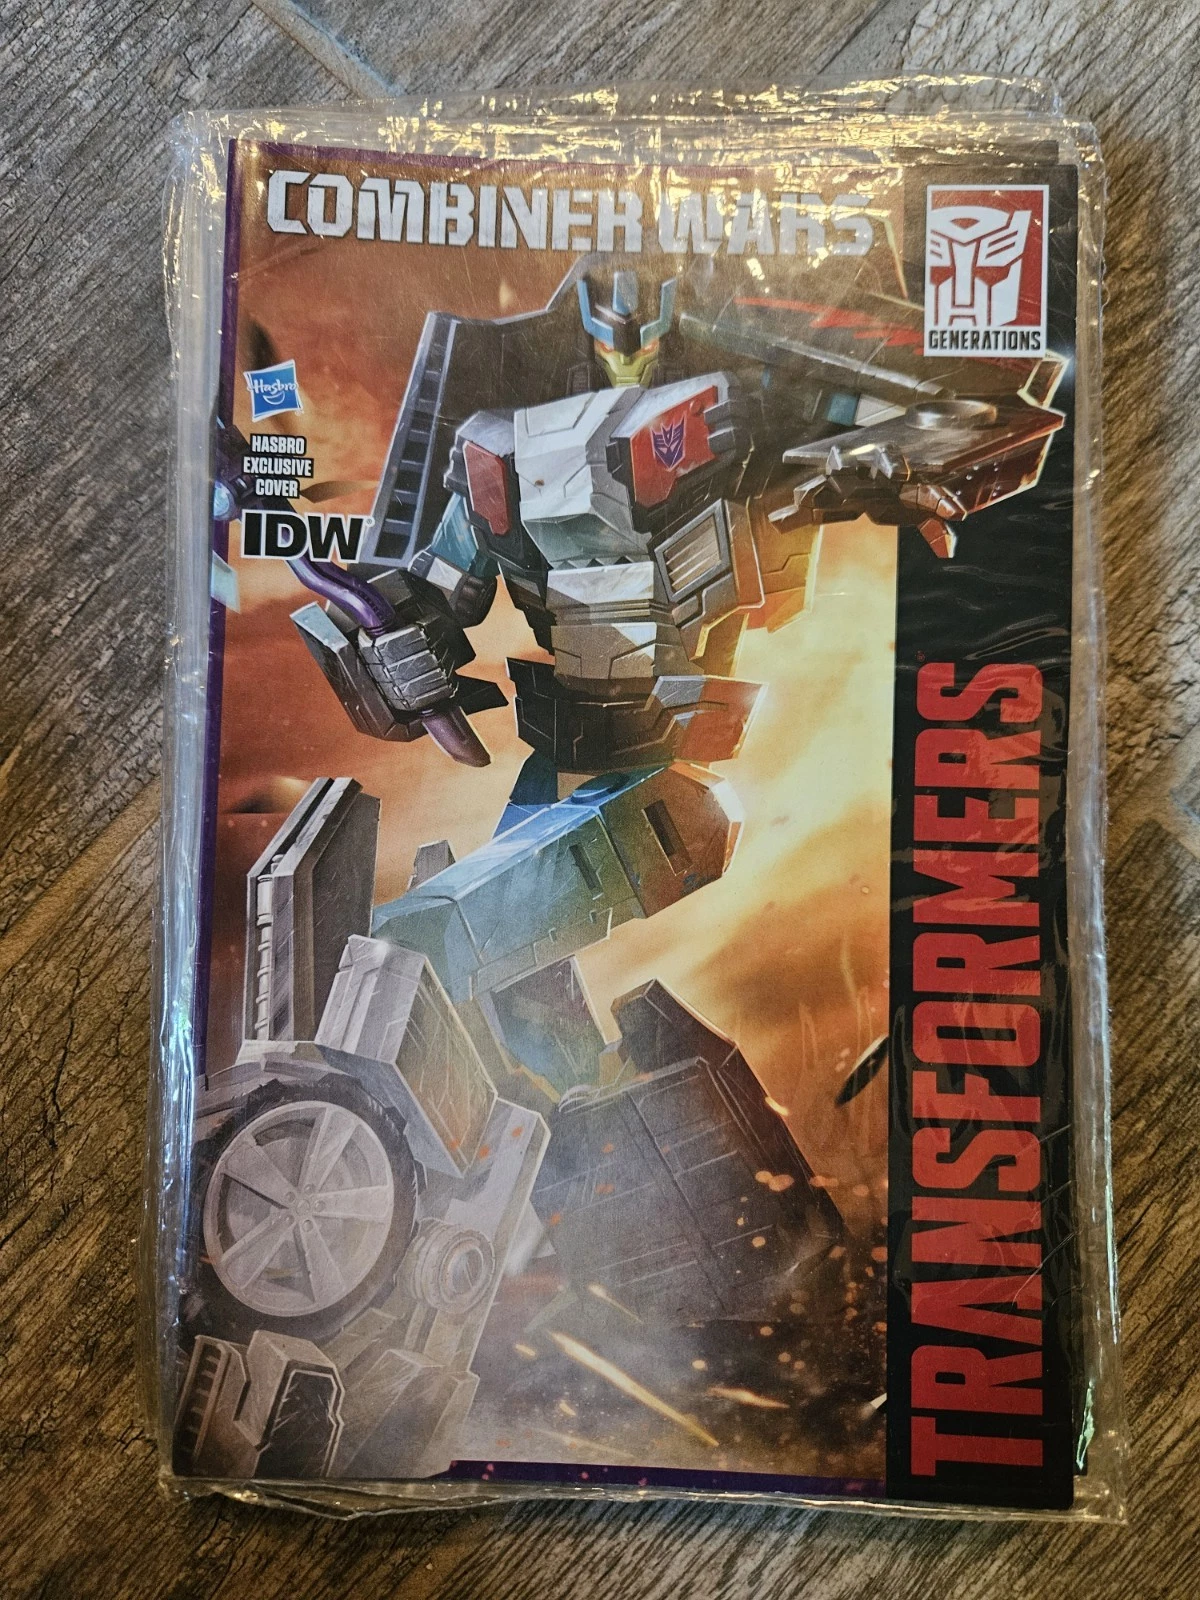 COMBINER WARS
GENERATIONS
Hasbro
HASBRO
EXCLUSIVE
COVER
IDW
TRANSFORMERS